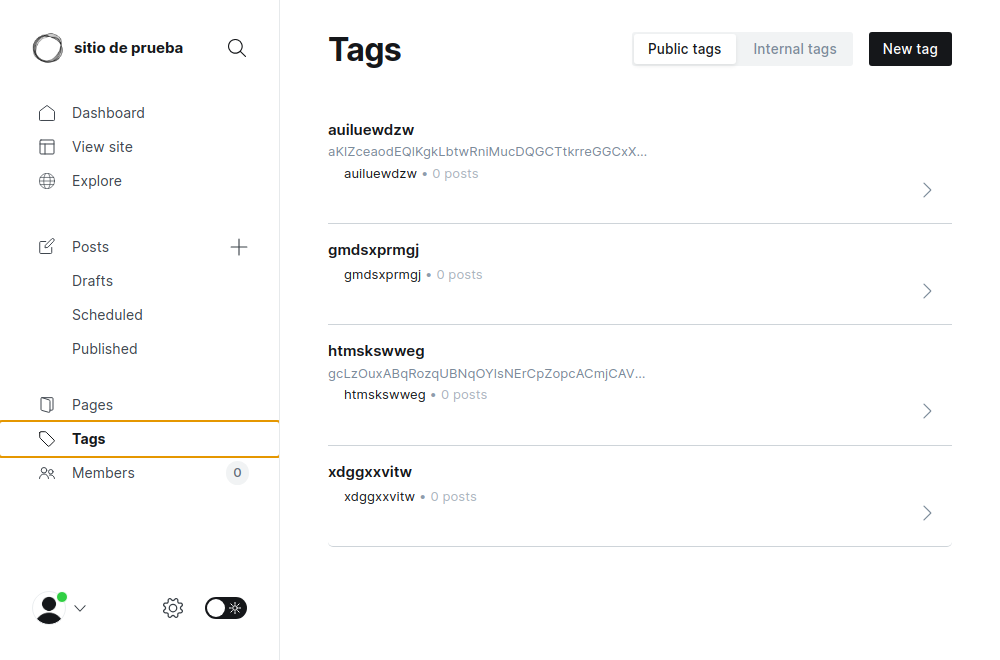 sitio de prueba
Dashboard
View site
Explore
Posts
Drafts
Scheduled
Published
Pages
Tags
Members 0
Tags
Public tags
Internal tags
New tag
auiluewdzw
auiluewdzw • 0 posts
gmdsxprmgj
gmdsxprmgj • 0 posts
htmskswweg
htmskswweg • 0 posts
xdggxxvitw
xdggxxvitw • 0 posts